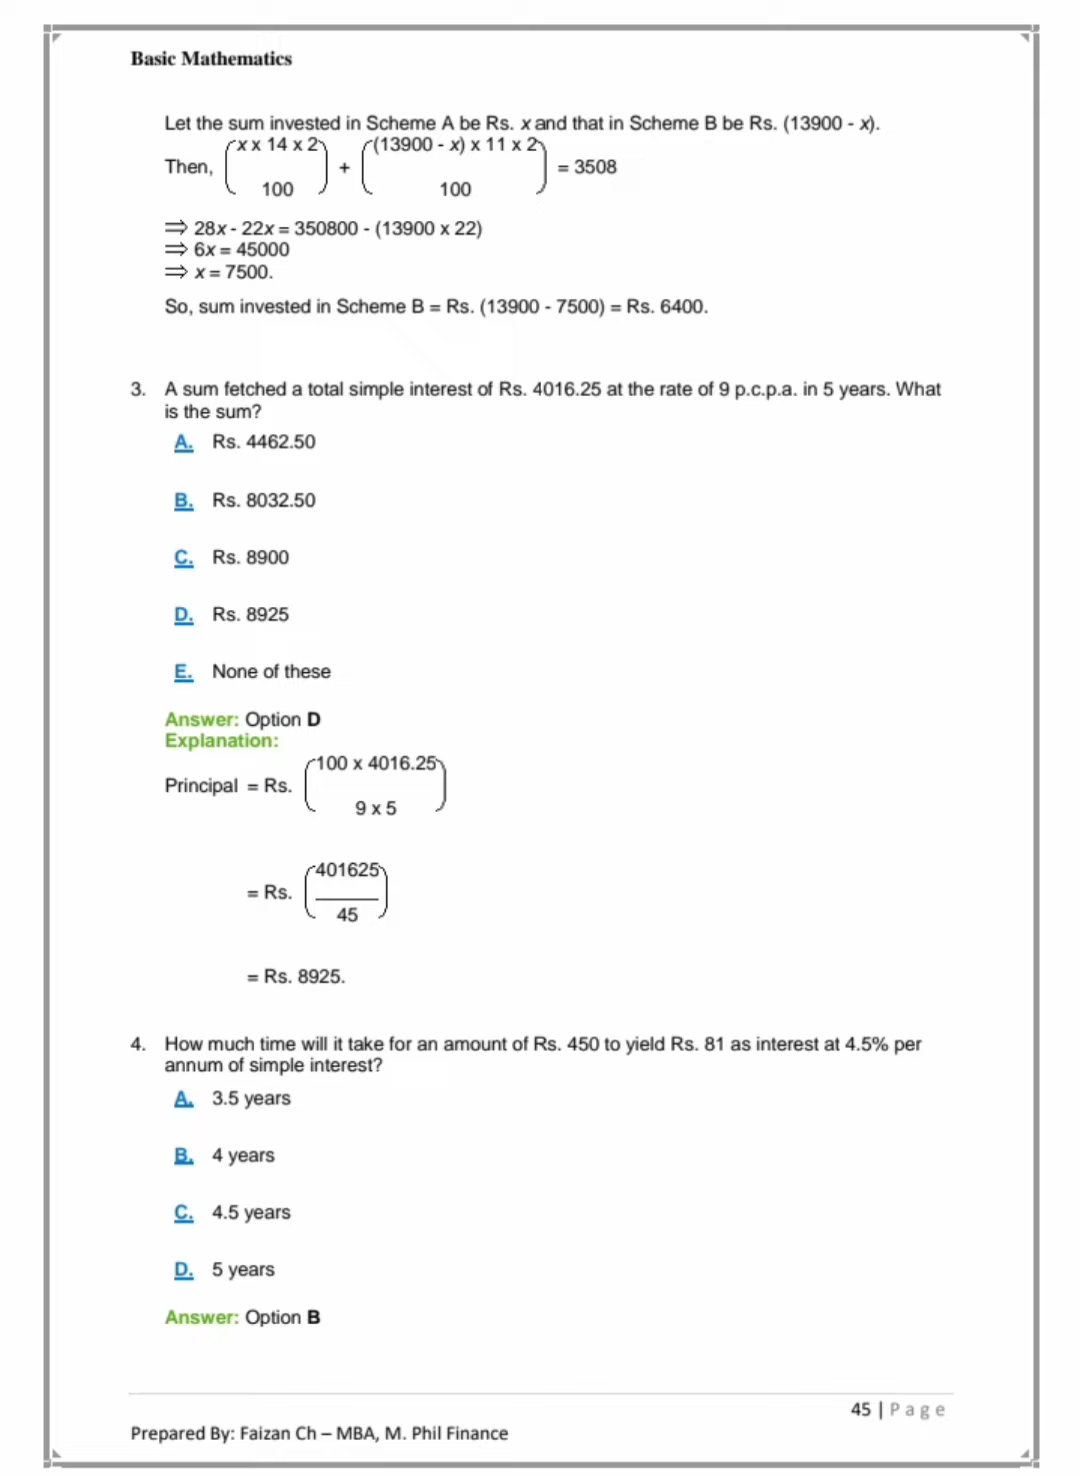 Basic Mathematics
Let the sum invested in Scheme A be Rs. x and that in Scheme B be Rs. (13900 - x).
Then, (x x 14 x 2 / 100) + ((13900 - x) x 11 x 2 / 100) = 3508
⇒ 28x - 22x = 350800 - (13900 x 22)
⇒ 6x = 45000
⇒ x = 7500.
So, sum invested in Scheme B = Rs. (13900 - 7500) = Rs. 6400.
3. A sum fetched a total simple interest of Rs. 4016.25 at the rate of 9 p.c.p.a. in 5 years. What
is the sum?
A. Rs. 4462.50
B. Rs. 8032.50
C. Rs. 8900
D. Rs. 8925
E. None of these
Answer: Option D
Explanation:
Principal = Rs. (100 x 4016.25 / 9 x 5)
= Rs. (401625 / 45)
= Rs. 8925.
4. How much time will it take for an amount of Rs. 450 to yield Rs. 81 as interest at 4.5% per
annum of simple interest?
A. 3.5 years
B. 4 years
C. 4.5 years
D. 5 years
Answer: Option B
45 | Page
Prepared By: Faizan Ch – MBA, M. Phil Finance